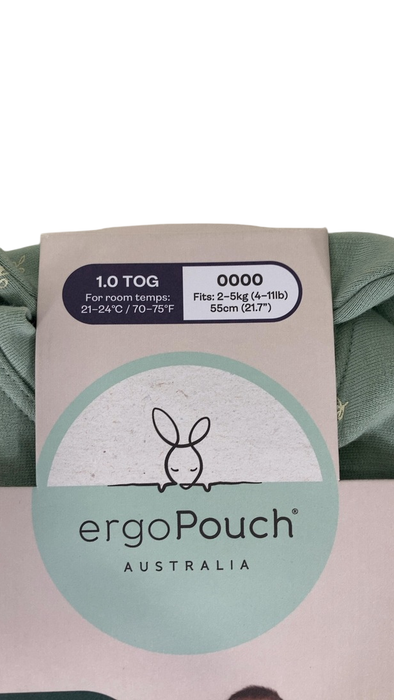 1.0 TOG
For room temps:
21–24°C / 70–75°F
0000
Fits: 2–5kg (4–11lb)
55cm (21.7")
ergoPouch®
AUSTRALIA